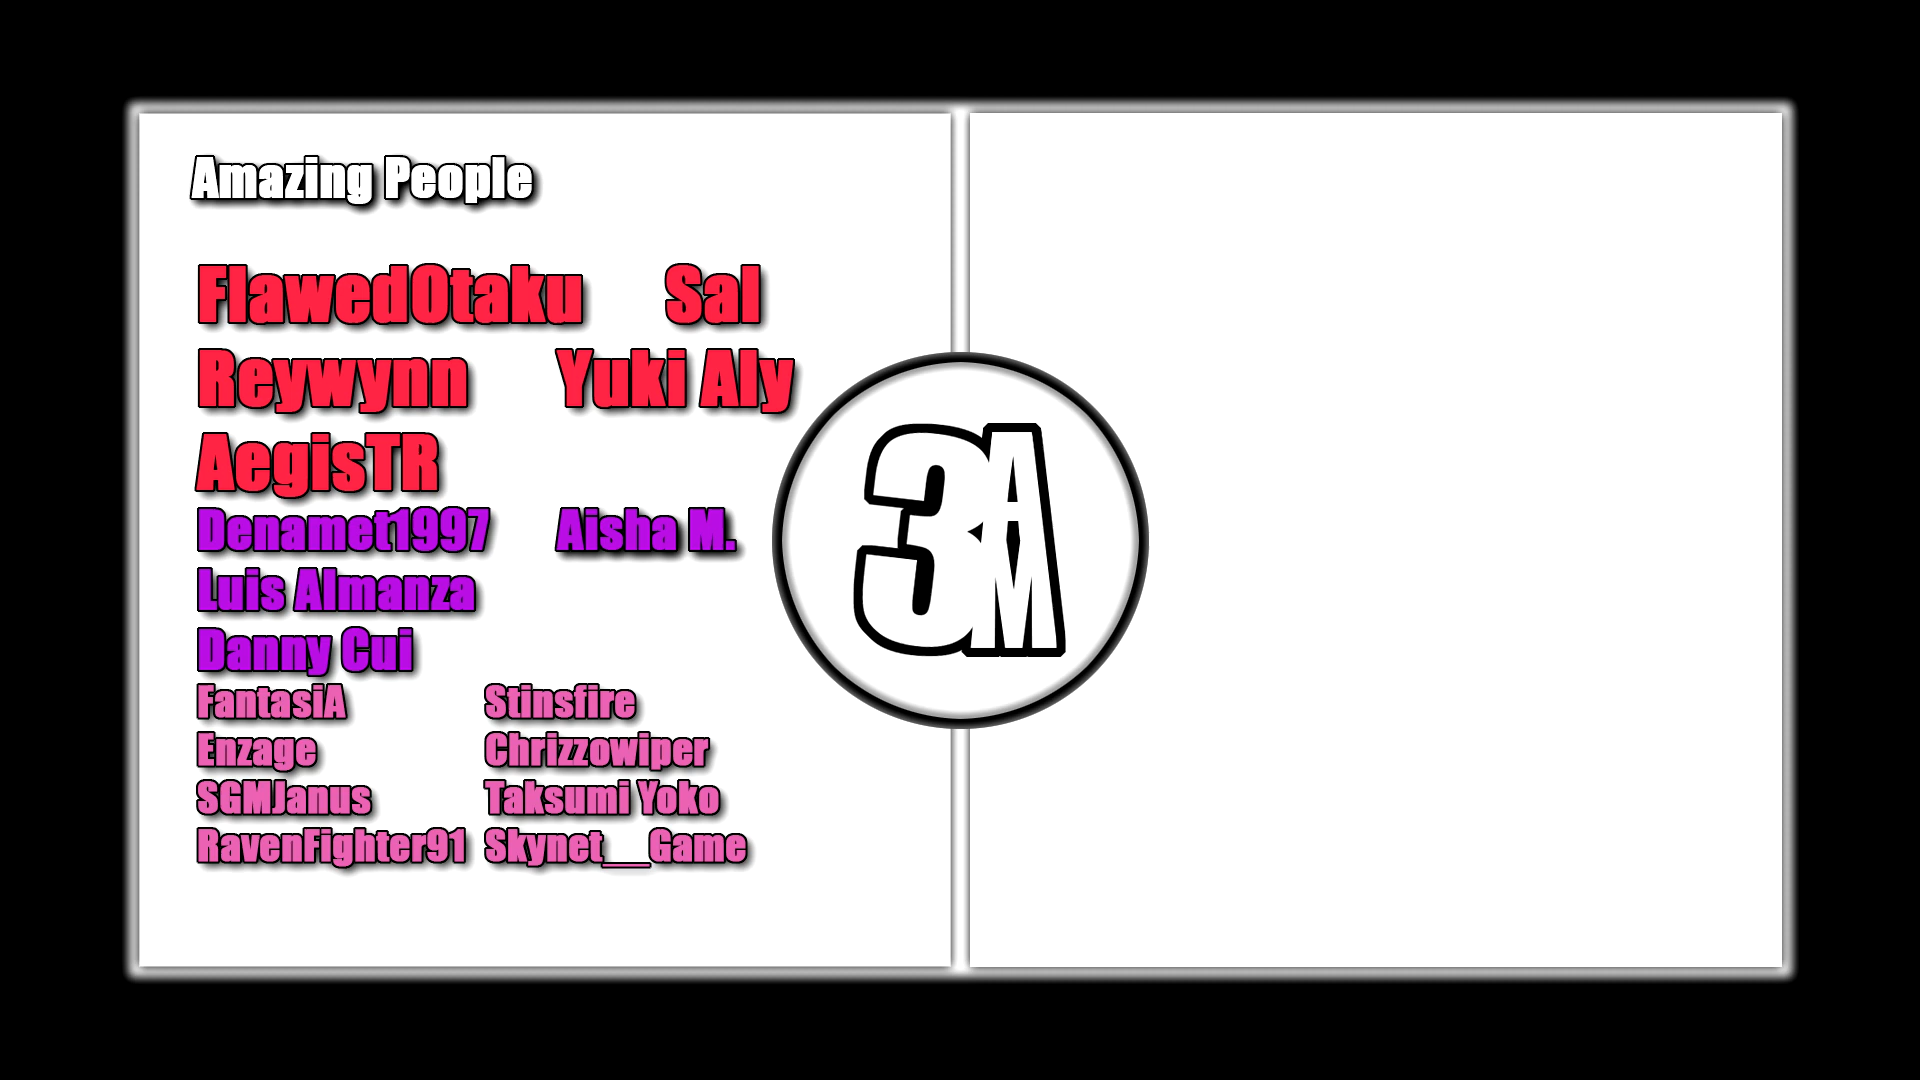 Amazing People
FlawedOtaku Sal
Reywynn Yuki Aly
AegisTR
Denamet1997 Aisha M.
Luis Almanza
Danny Cui
FantasiA Stinsfire
Enzage Chrizzowiper
SGMJanus Taksumi Yoko
RavenFighter91 Skynet__Game
3AM